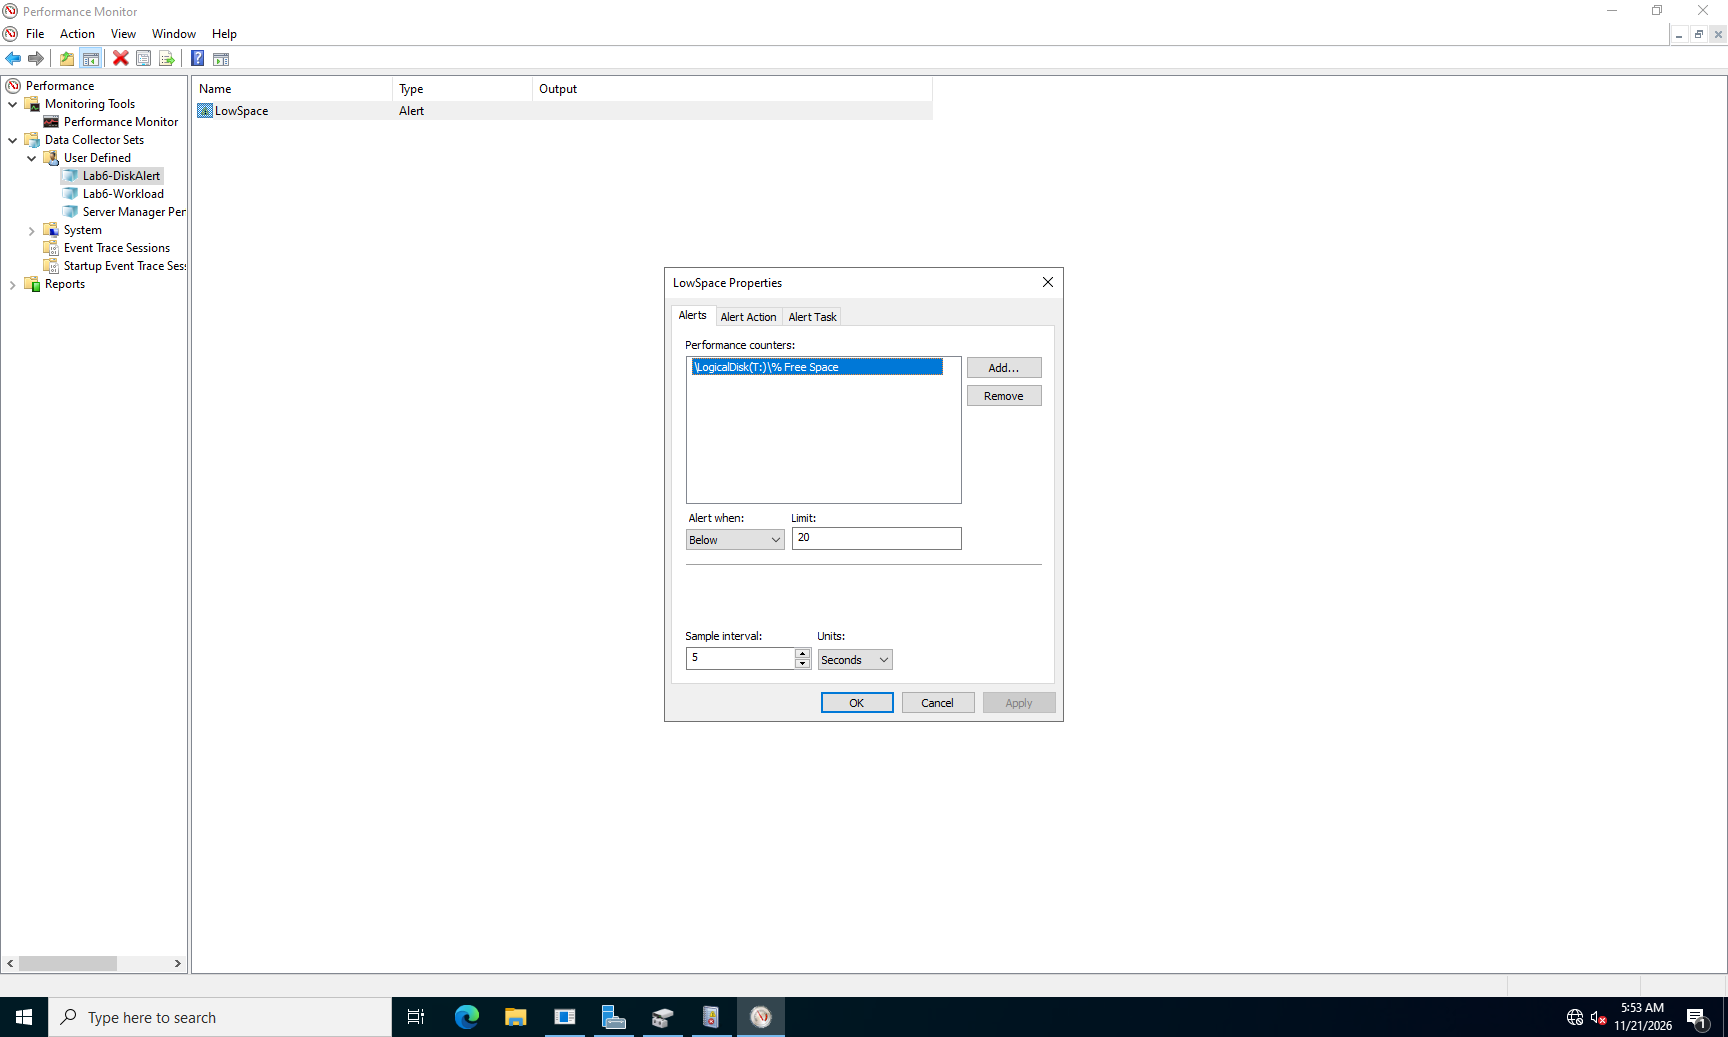 Performance Monitor
File Action View Window Help
Performance
Monitoring Tools
Performance Monitor
Data Collector Sets
User Defined
Lab6-DiskAlert
Lab6-Workload
Server Manager Per
System
Event Trace Sessions
Startup Event Trace Ses
Reports
Name Type Output
LowSpace Alert
LowSpace Properties
Alerts Alert Action Alert Task
Performance counters:
\LogicalDisk(T:)\% Free Space
Add...
Remove
Alert when: Limit:
Below 20
Sample interval: Units:
5 Seconds
OK Cancel Apply
Type here to search
5:53 AM
11/21/2026
1